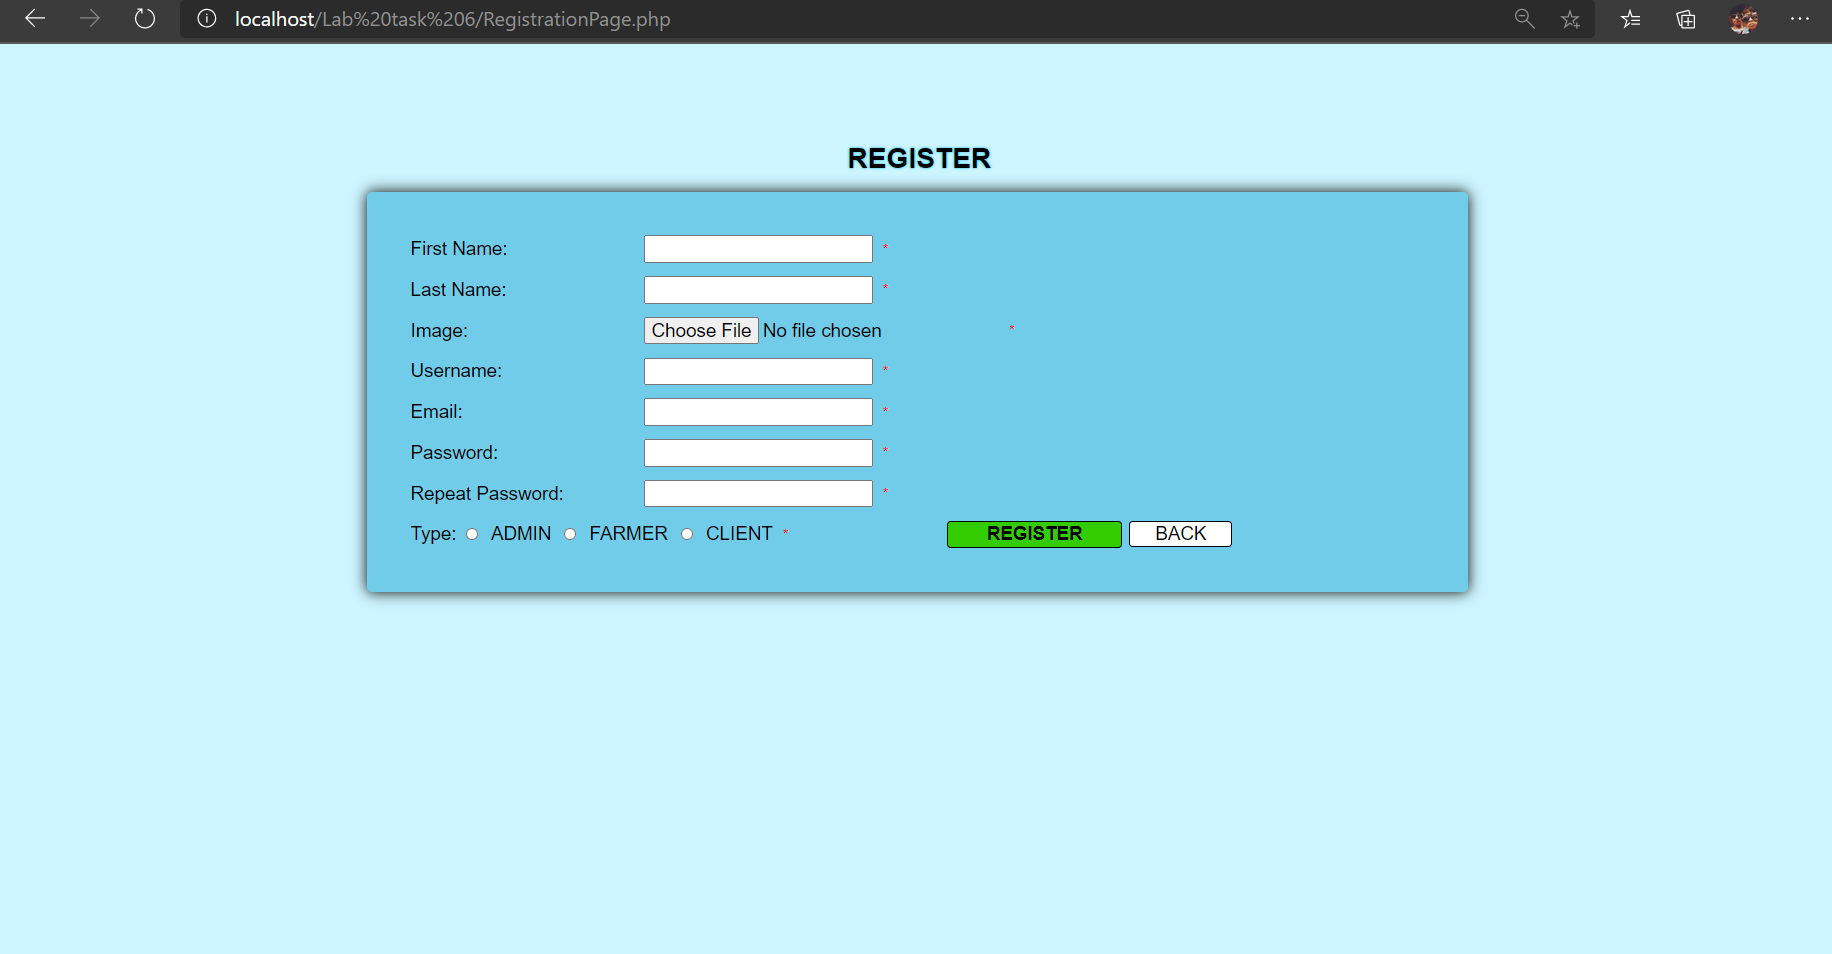 localhost/Lab%20task%206/RegistrationPage.php
REGISTER
First Name: *
Last Name: *
Image: Choose File No file chosen *
Username: *
Email: *
Password: *
Repeat Password: *
Type: ADMIN FARMER CLIENT * REGISTER BACK